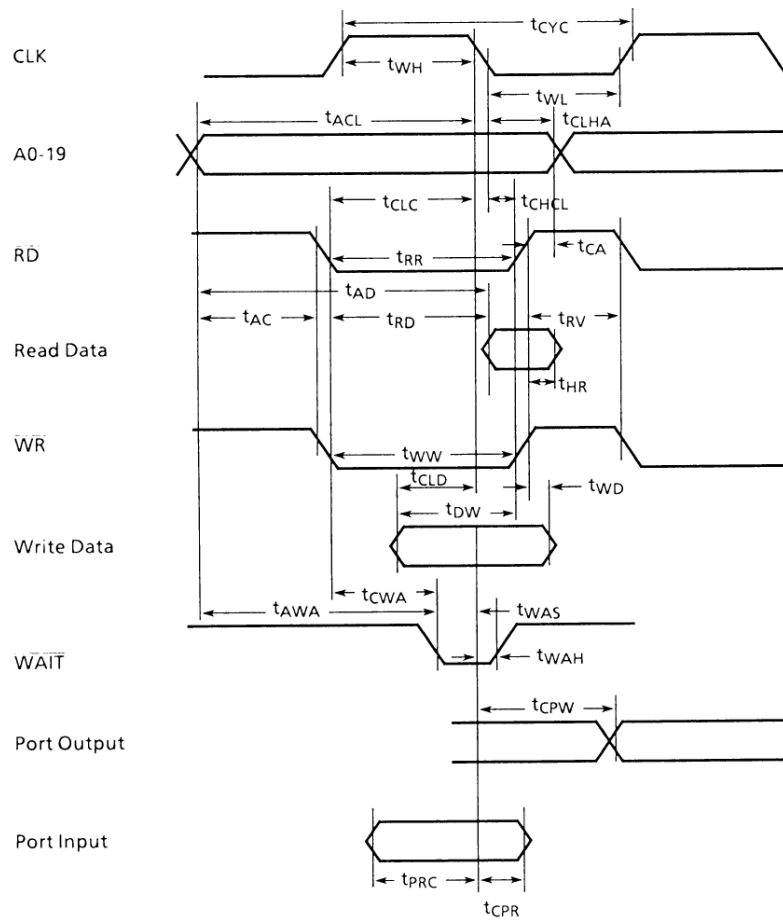 tCYC
CLK
tWH
tWL
tACL
tCLHA
A0-19
tCLC
tCHCL
RD
tRR
tCA
tAD
tAC
tRD
tRV
Read Data
tHR
WR
tWW
tCLD
tWD
tDW
Write Data
tCWA
tAWA
tWAS
WAIT
tWAH
tCPW
Port Output
Port Input
tPRC
tCPR